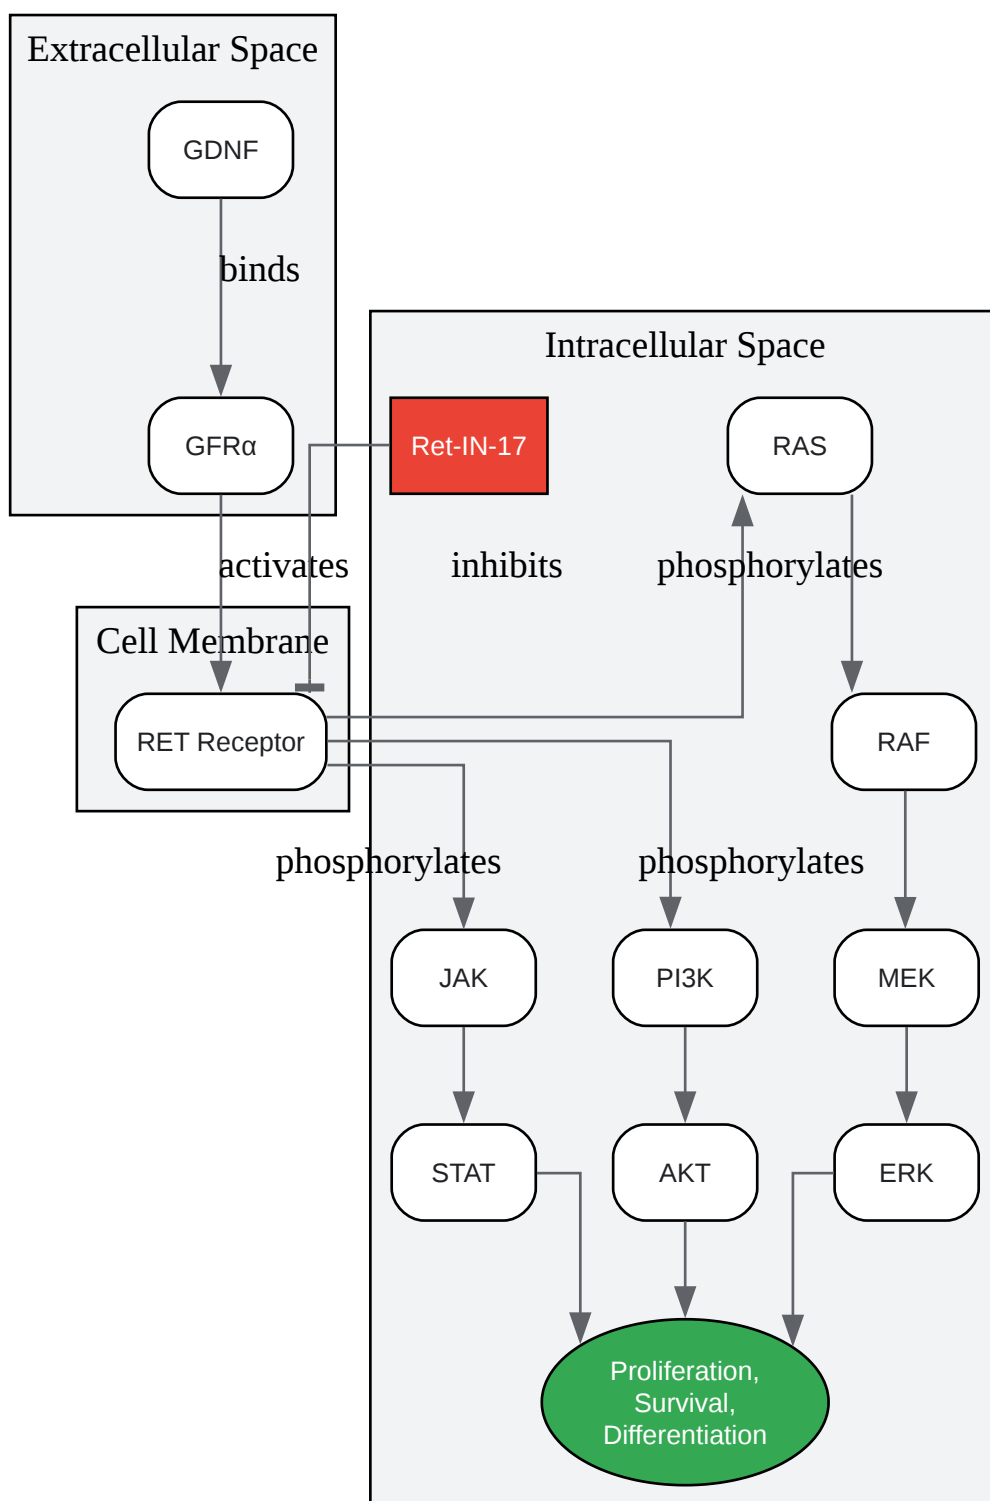 Extracellular Space
GDNF
binds
Intracellular Space
GFRα
Ret-IN-17
RAS
activates
inhibits
phosphorylates
Cell Membrane
RET Receptor
RAF
phosphorylates
phosphorylates
JAK
PI3K
MEK
STAT
AKT
ERK
Proliferation,
Survival,
Differentiation